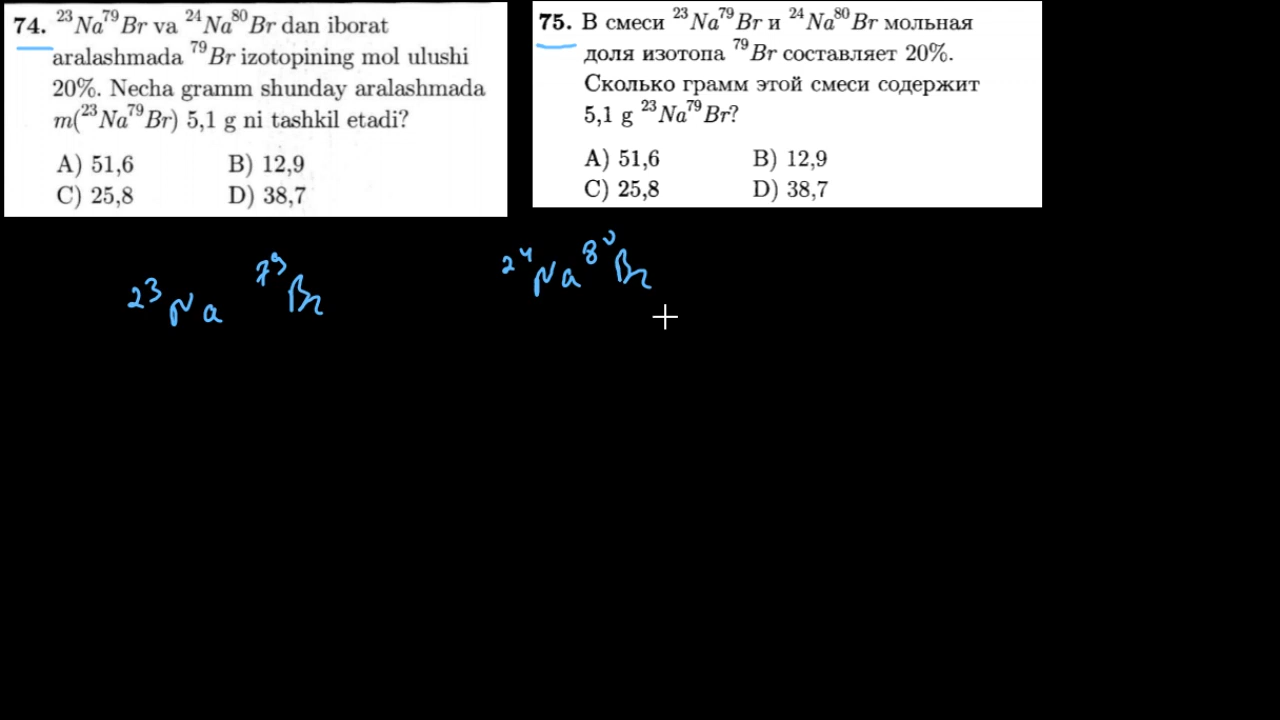 74. ²³Na⁷⁹Br va ²⁴Na⁸⁰Br dan iborat
aralashmada ⁷⁹Br izotopining mol ulushi
20%. Necha gramm shunday aralashmada
m(²³Na⁷⁹Br) 5,1 g ni tashkil etadi?
A) 51,6 B) 12,9
C) 25,8 D) 38,7
75. В смеси ²³Na⁷⁹Br и ²⁴Na⁸⁰Br мольная
доля изотопа ⁷⁹Br составляет 20%.
Сколько грамм этой смеси содержит
5,1 g ²³Na⁷⁹Br?
A) 51,6 B) 12,9
C) 25,8 D) 38,7
²³Na ⁷⁹Br ²⁴Na⁸⁰Br